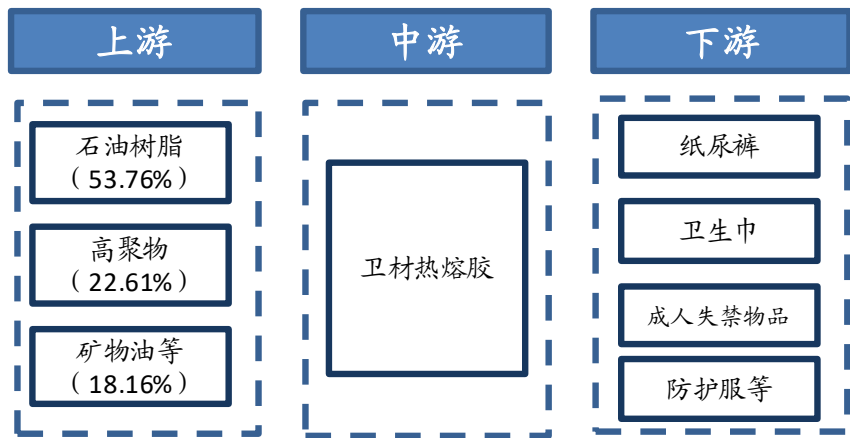 上游
石油树脂
（53.76%）
高聚物
（22.61%）
矿物油等
（18.16%）
中游
卫材热熔胶
下游
纸尿裤
卫生巾
成人失禁物品
防护服等